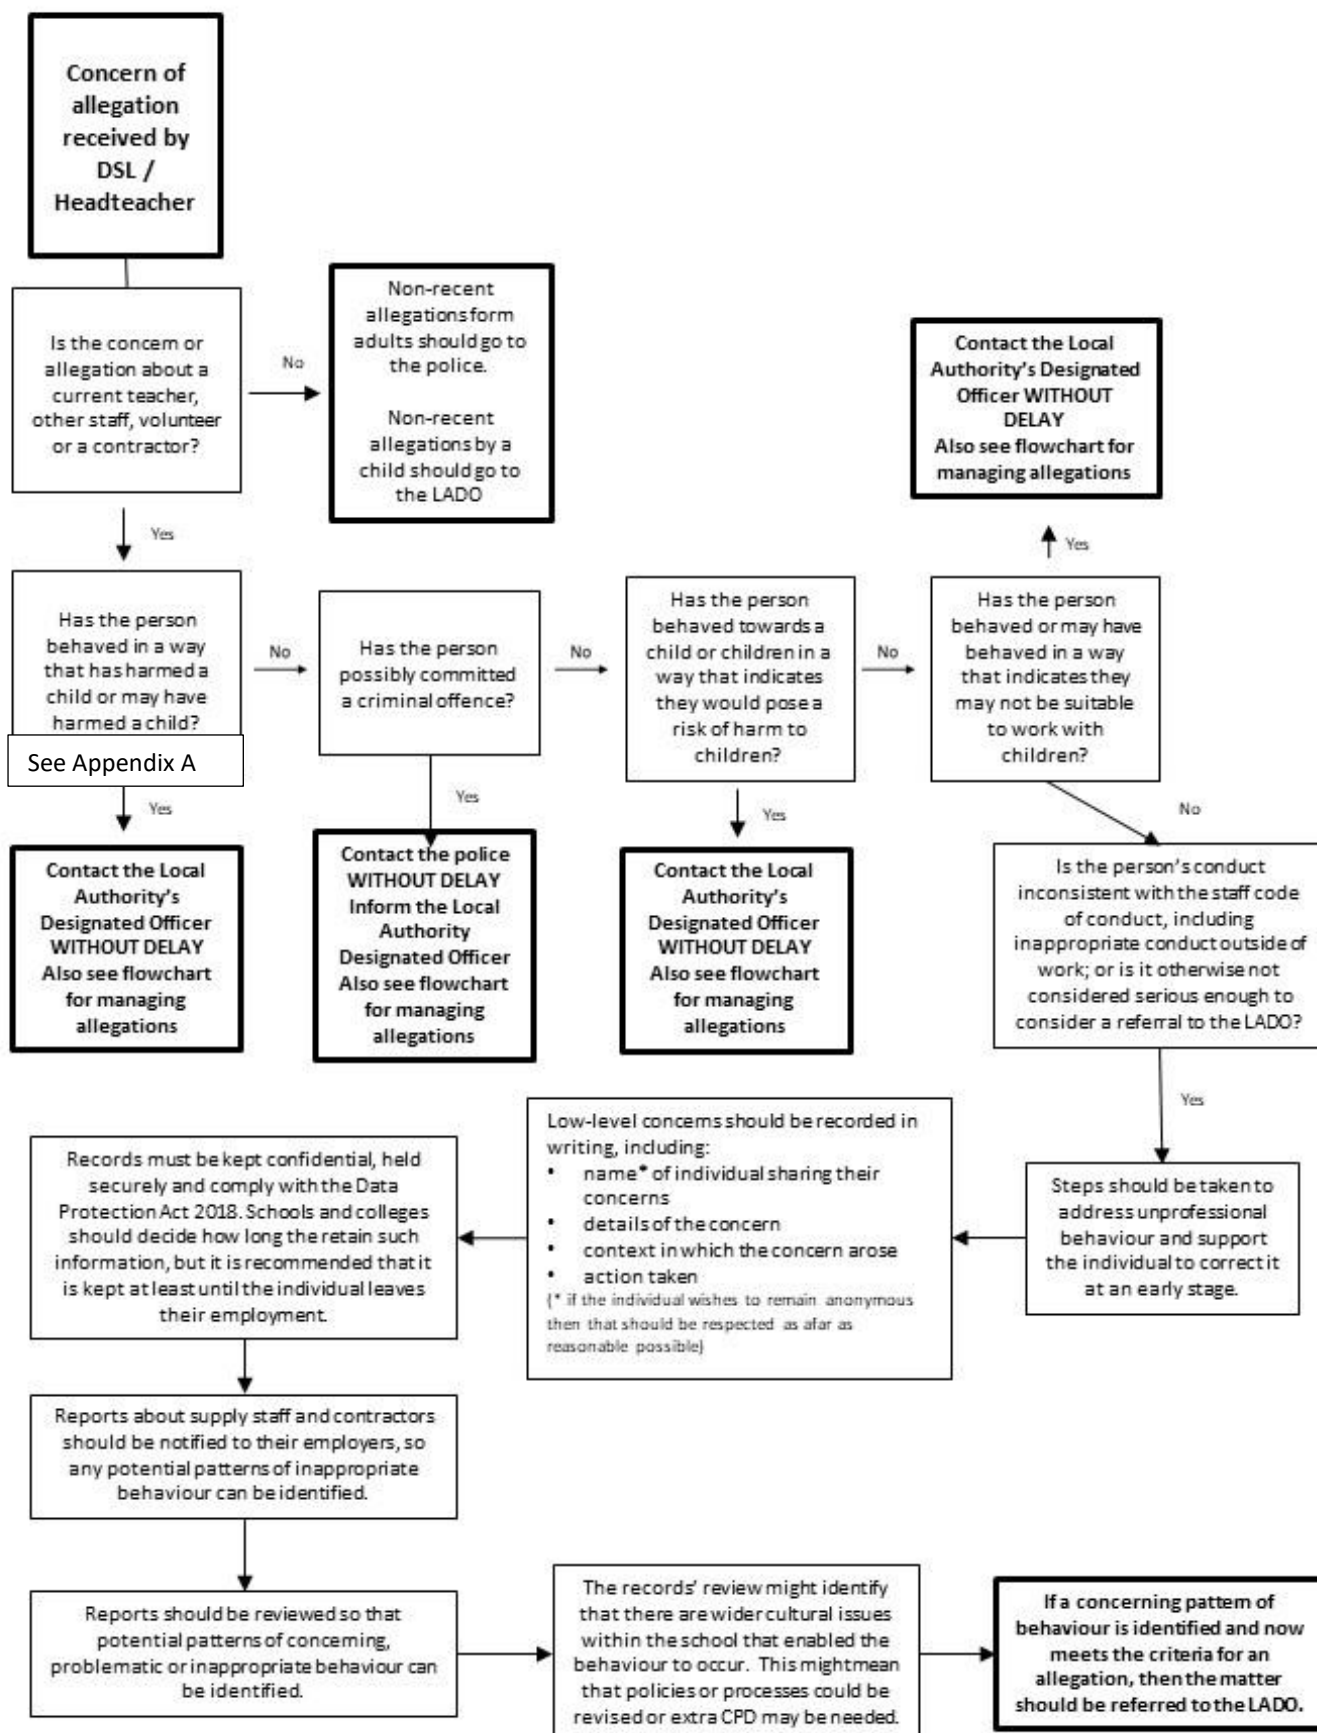 Concern of
allegation
received by
DSL /
Headteacher
Is the concern or
allegation about a
current teacher,
other staff, volunteer
or a contractor?
No
Non-recent
allegations form
adults should go to
the police.
Non-recent
allegations by a
child should go to
the LADO
Yes
Contact the Local
Authority's Designated
Officer WITHOUT
DELAY
Also see flowchart for
managing allegations
Yes
Has the person
behaved in a way
that has harmed a
child or may have
harmed a child?
See Appendix A
No
Has the person
possibly committed
a criminal offence?
No
Has the person
behaved towards a
child or children in a
way that indicates
they would pose a
risk of harm to
children?
No
Has the person
behaved or may have
behaved in a way
that indicates they
may not be suitable
to work with
children?
Yes
Yes
Yes
No
Contact the Local
Authority's
Designated Officer
WITHOUT DELAY
Also see flowchart
for managing
allegations
Contact the police
WITHOUT DELAY
Inform the Local
Authority
Designated Officer
Also see flowchart
for managing
allegations
Contact the Local
Authority's
Designated Officer
WITHOUT DELAY
Also see flowchart
for managing
allegations
Is the person's conduct
inconsistent with the staff code
of conduct, including
inappropriate conduct outside of
work; or is it otherwise not
considered serious enough to
consider a referral to the LADO?
Yes
Steps should be taken to
address unprofessional
behaviour and support
the individual to correct it
at an early stage.
Low-level concerns should be recorded in
writing, including:
• name* of individual sharing their
concerns
• details of the concern
• context in which the concern arose
• action taken
(* if the individual wishes to remain anonymous
then that should be respected as afar as
reasonable possible)
Records must be kept confidential, held
securely and comply with the Data
Protection Act 2018. Schools and colleges
should decide how long the retain such
information, but it is recommended that it
is kept at least until the individual leaves
their employment.
Reports about supply staff and contractors
should be notified to their employers, so
any potential patterns of inappropriate
behaviour can be identified.
Reports should be reviewed so that
potential patterns of concerning,
problematic or inappropriate behaviour can
be identified.
The records' review might identify
that there are wider cultural issues
within the school that enabled the
behaviour to occur. This might mean
that policies or processes could be
revised or extra CPD may be needed.
If a concerning pattern of
behaviour is identified and now
meets the criteria for an
allegation, then the matter
should be referred to the LADO.